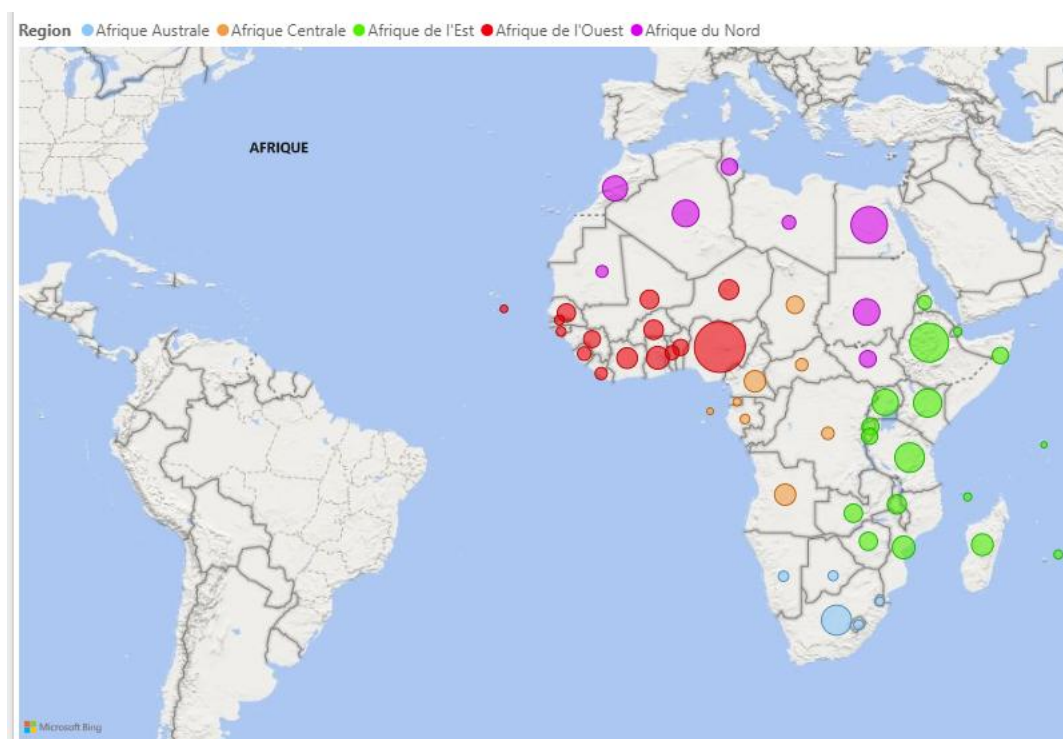 Region Afrique Australe Afrique Centrale Afrique de l'Est Afrique de l'Ouest Afrique du Nord
AFRIQUE
Microsoft Bing